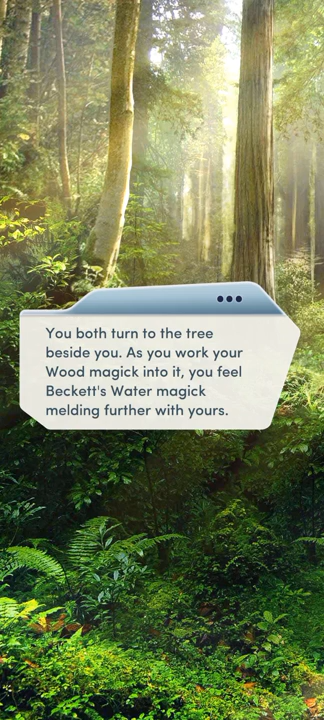 You both turn to the tree
beside you. As you work your
Wood magick into it, you feel
Beckett's Water magick
melding further with yours.